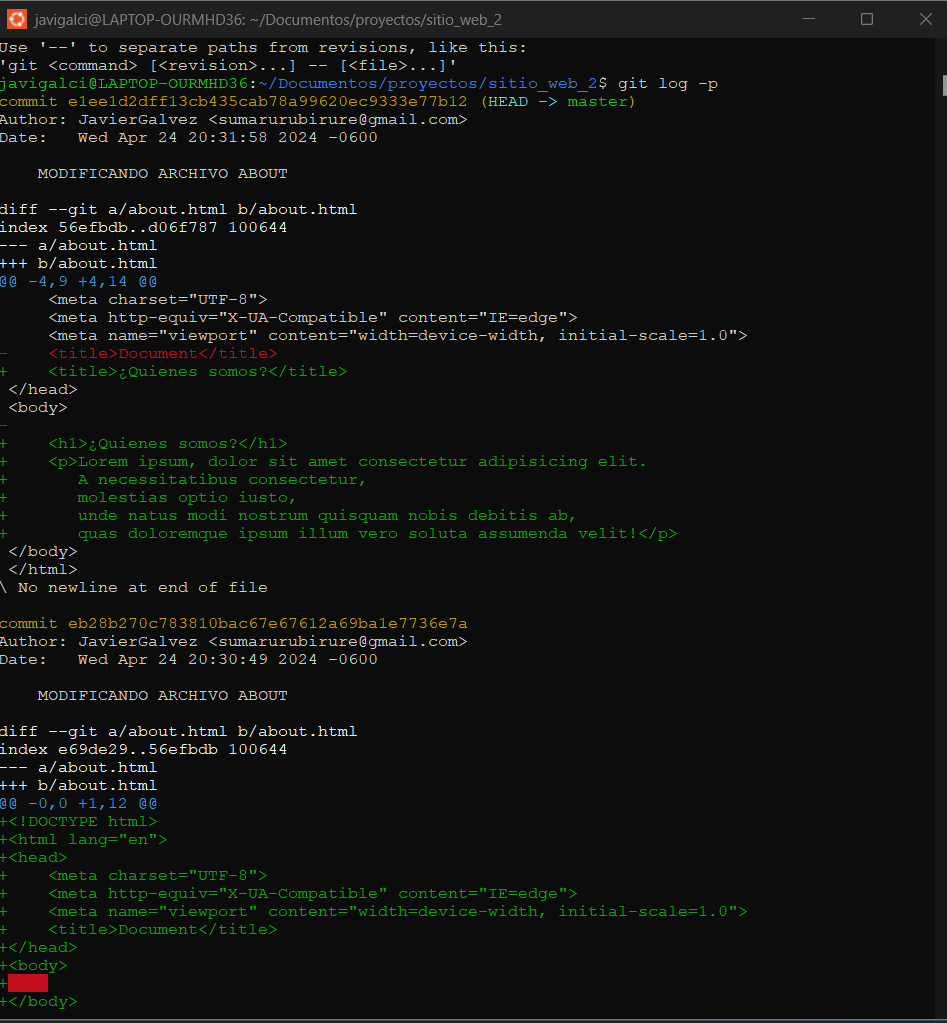 javigalci@LAPTOP-OURMHD36: ~/Documentos/proyectos/sitio_web_2
Use '--' to separate paths from revisions, like this:
'git <command> [<revision>...] -- [<file>...]'
javigalci@LAPTOP-OURMHD36:~/Documentos/proyectos/sitio_web_2$ git log -p
commit e1ee1d2dff13cb435cab78a99620ec9333e77b12 (HEAD -> master)
Author: JavierGalvez <sumarurubirure@gmail.com>
Date:   Wed Apr 24 20:31:58 2024 -0600
    MODIFICANDO ARCHIVO ABOUT
diff --git a/about.html b/about.html
index 56efbdb..d06f787 100644
--- a/about.html
+++ b/about.html
@@ -4,9 +4,14 @@
     <meta charset="UTF-8">
     <meta http-equiv="X-UA-Compatible" content="IE=edge">
     <meta name="viewport" content="width=device-width, initial-scale=1.0">
-    <title>Document</title>
+    <title>¿Quienes somos?</title>
 </head>
 <body>
-
+    <h1>¿Quienes somos?</h1>
+    <p>Lorem ipsum, dolor sit amet consectetur adipisicing elit.
+       A necessitatibus consectetur,
+       molestias optio iusto,
+       unde natus modi nostrum quisquam nobis debitis ab,
+       quas doloremque ipsum illum vero soluta assumenda velit!</p>
 </body>
 </html>
\ No newline at end of file
commit eb28b270c783810bac67e67612a69ba1e7736e7a
Author: JavierGalvez <sumarurubirure@gmail.com>
Date:   Wed Apr 24 20:30:49 2024 -0600
    MODIFICANDO ARCHIVO ABOUT
diff --git a/about.html b/about.html
index e69de29..56efbdb 100644
--- a/about.html
+++ b/about.html
@@ -0,0 +1,12 @@
+<!DOCTYPE html>
+<html lang="en">
+<head>
+    <meta charset="UTF-8">
+    <meta http-equiv="X-UA-Compatible" content="IE=edge">
+    <meta name="viewport" content="width=device-width, initial-scale=1.0">
+    <title>Document</title>
+</head>
+<body>
+
+</body>